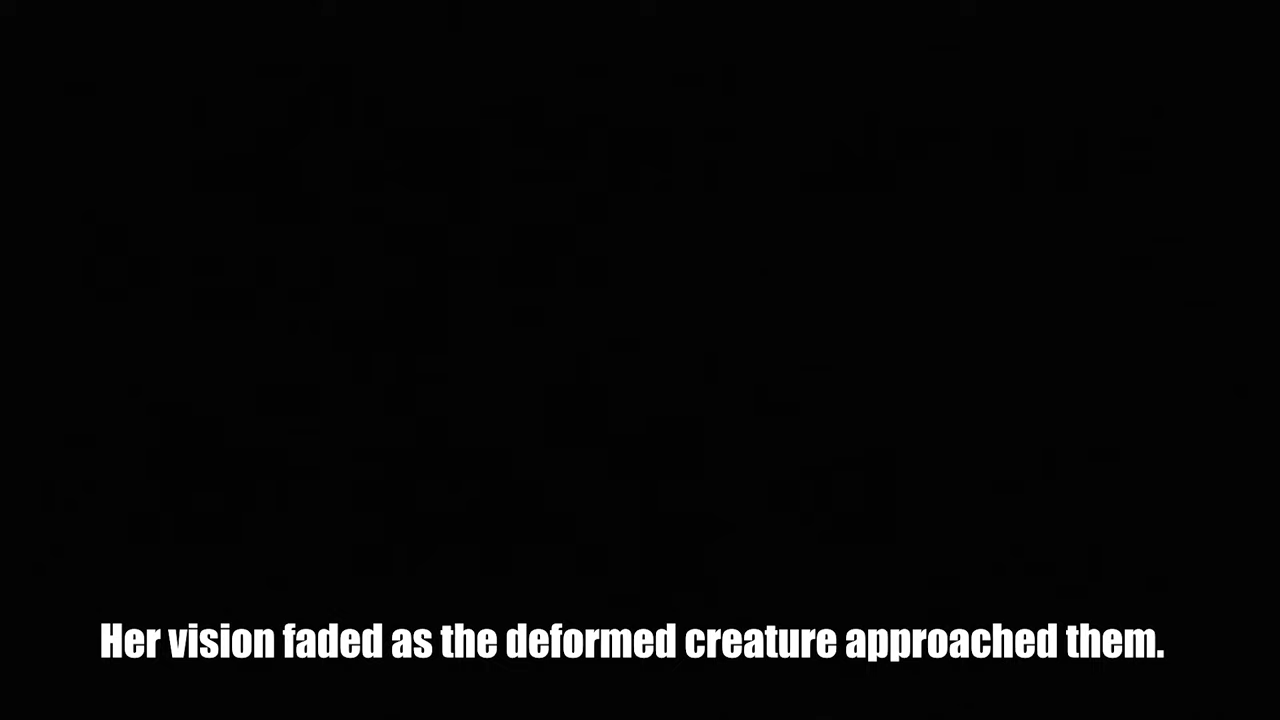 Her vision faded as the deformed creature approached them.